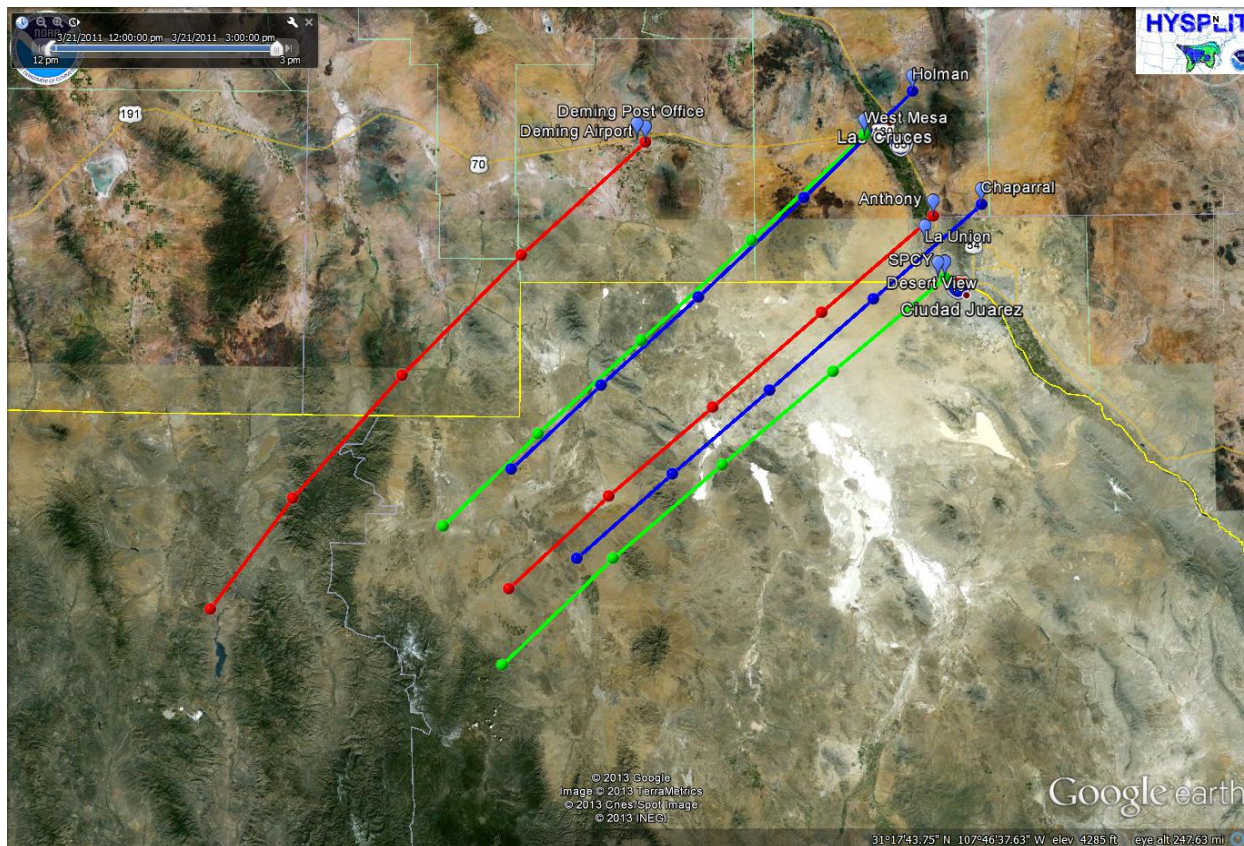 3/21/2011 12:00:00 pm 3/21/2011 3:00:00 pm
12 pm
3 pm
HYSPLIT
N
Holman
191
Deming Post Office
West Mesa
Deming Airport
Las Cruces
70
Anthony
Chaparral
La Union
54
SPCY
Desert View
Ciudad Juarez
© 2013 Google
Image © 2013 TerraMetrics
© 2013 Cnes/Spot Image
© 2013 INEGI
Google earth
31°17'43.75" N 107°46'37.63" W elev 4285 ft eye alt 247.63 mi